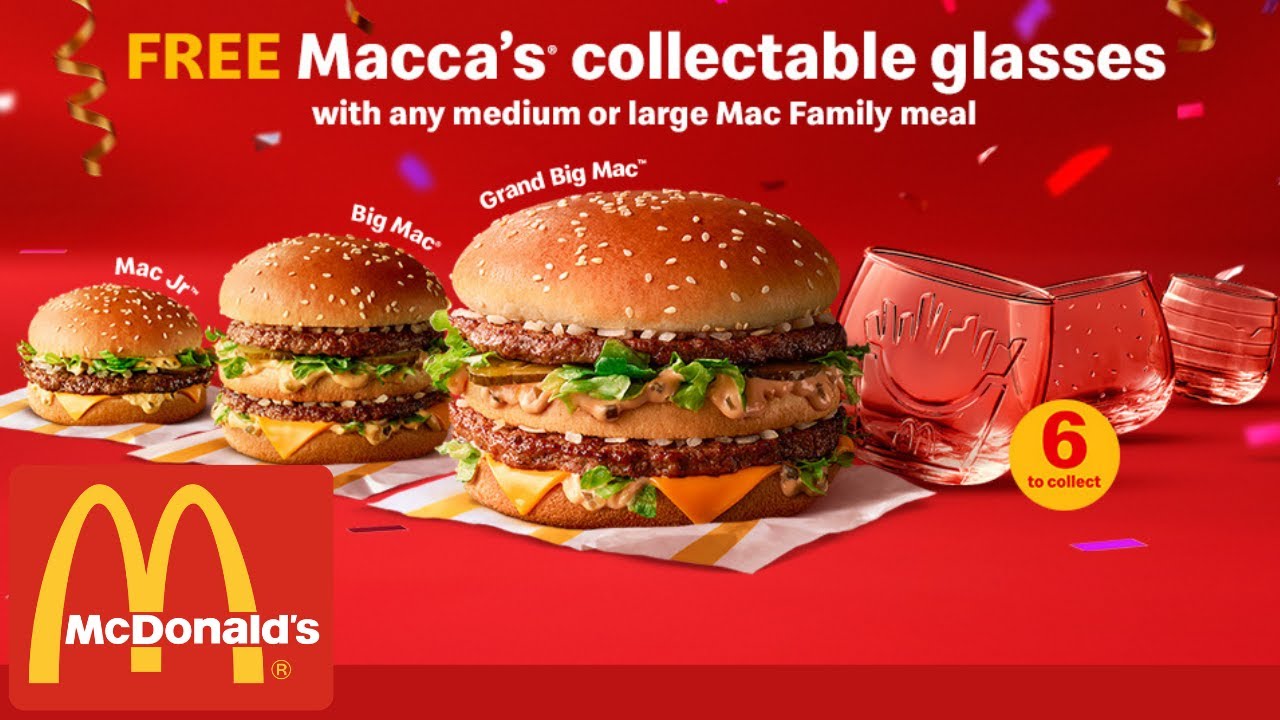 FREE Macca's® collectable glasses
with any medium or large Mac Family meal
Grand Big Mac™
Big Mac®
Mac Jr™
6
to collect
McDonald's
®